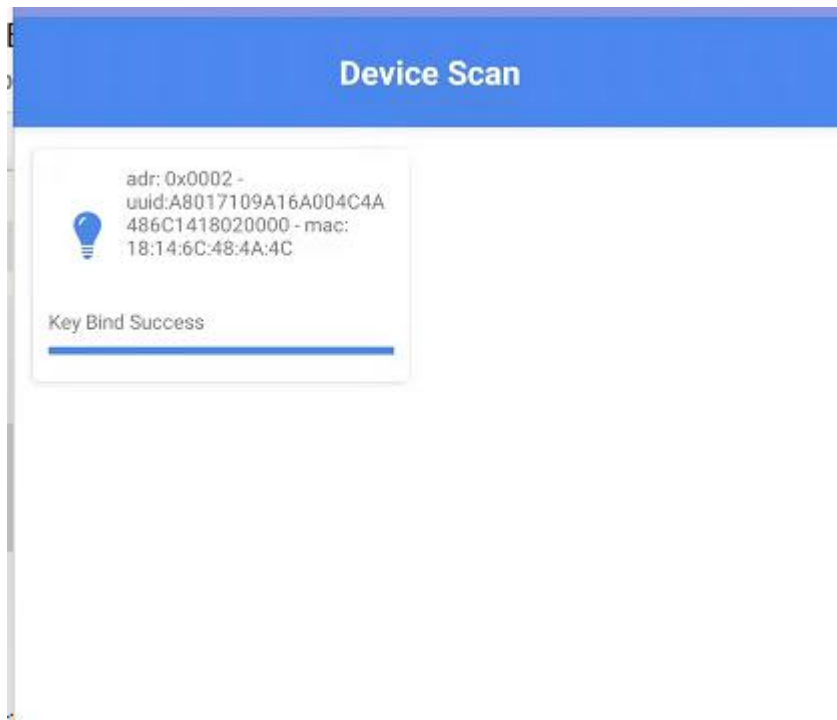 Device Scan
adr: 0x0002 -
uuid:A8017109A16A004C4A
486C1418020000 - mac:
18:14:6C:48:4A:4C
Key Bind Success